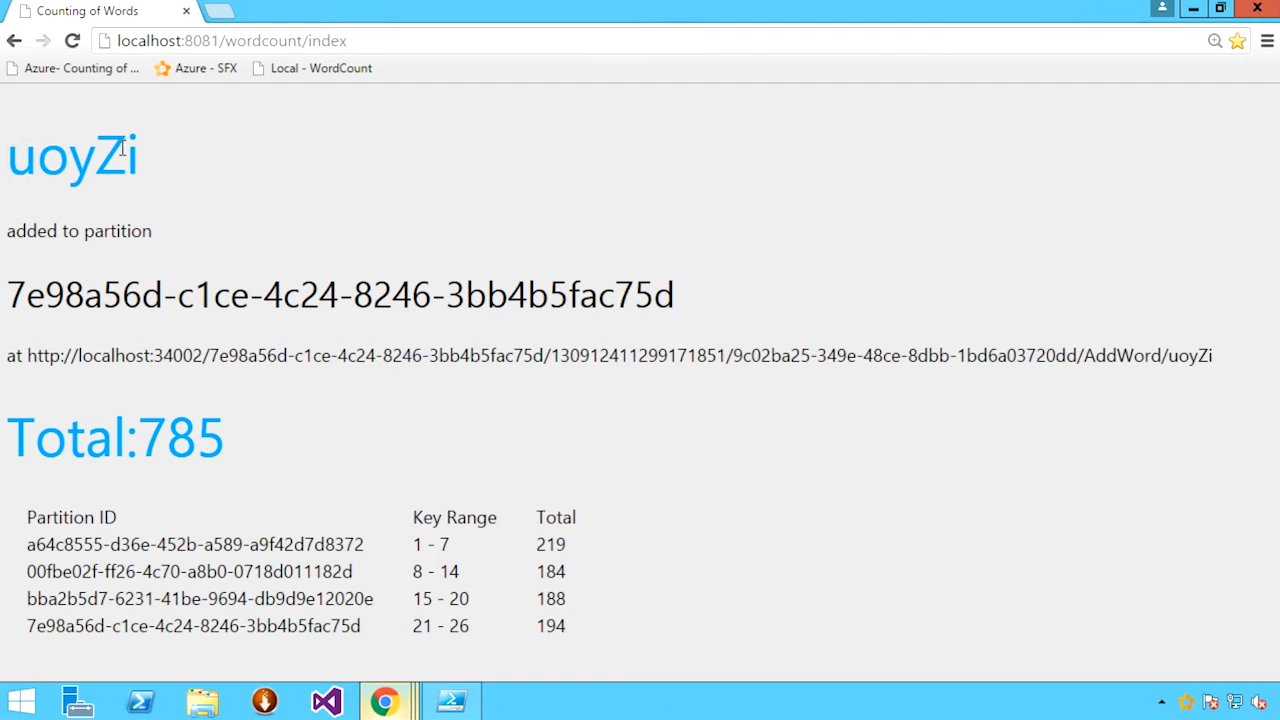 Counting of Words
localhost:8081/wordcount/index
Azure- Counting of ... Azure - SFX Local - WordCount
uoyZi
added to partition
7e98a56d-c1ce-4c24-8246-3bb4b5fac75d
at http://localhost:34002/7e98a56d-c1ce-4c24-8246-3bb4b5fac75d/130912411299171851/9c02ba25-349e-48ce-8dbb-1bd6a03720dd/AddWord/uoyZi
Total:785
Partition ID Key Range Total
a64c8555-d36e-452b-a589-a9f42d7d8372 1 - 7 219
00fbe02f-ff26-4c70-a8b0-0718d011182d 8 - 14 184
bba2b5d7-6231-41be-9694-db9d9e12020e 15 - 20 188
7e98a56d-c1ce-4c24-8246-3bb4b5fac75d 21 - 26 194